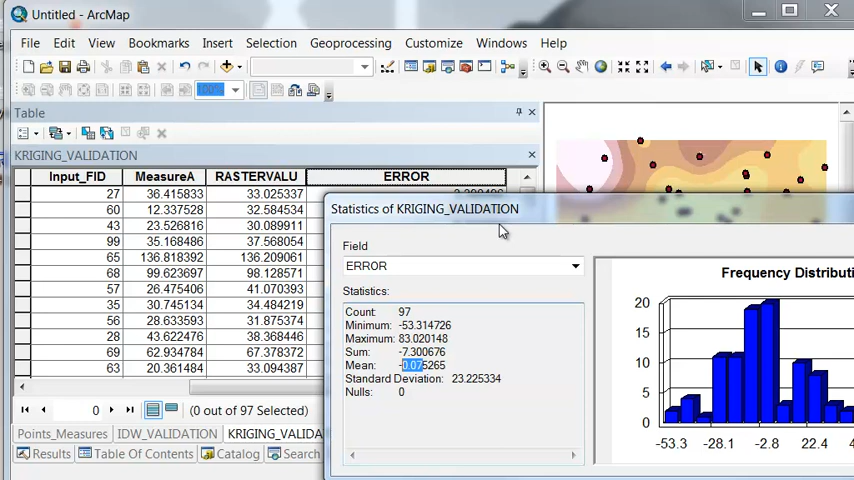 Untitled - ArcMap
File Edit View Bookmarks Insert Selection Geoprocessing Customize Windows Help
100%
Table
KRIGING_VALIDATION
Input_FID MeasureA RASTERVALU ERROR
27 36.415833 33.025337
60 12.337528 32.584534
43 23.526816 30.089911
99 35.168486 37.568054
65 136.818392 136.209061
68 99.623697 98.128571
57 26.475406 41.070393
35 30.745134 34.484219
56 28.633593 31.875374
28 43.622476 38.368446
69 62.934784 67.378372
63 20.361484 33.094387
0 (0 out of 97 Selected)
Points_Measures IDW_VALIDATION KRIGING_VALIDA
Results Table Of Contents Catalog Search
Statistics of KRIGING_VALIDATION
Field
ERROR
Statistics:
Count: 97
Minimum: -53.314726
Maximum: 83.020148
Sum: -7.300676
Mean: -0.075265
Standard Deviation: 23.225334
Nulls: 0
Frequency Distributi
20
15
10
5
0
-53.3 -28.1 -2.8 22.4